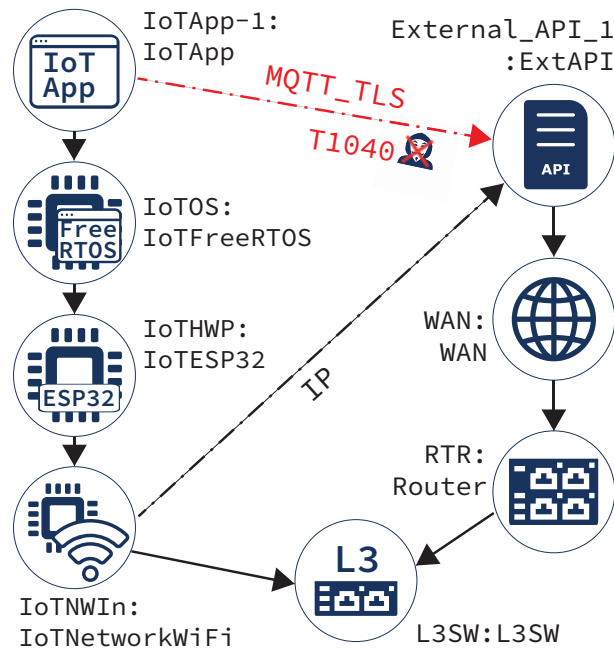 IoTApp-1:
IoTApp
External_API_1
:ExtAPI
IoT
App
MQTT_TLS
T1040
API
IoTOS:
IoTFreeRTOS
Free
RTOS
WAN:
WAN
IoTHWP:
IoTESP32
ESP32
IP
RTR:
Router
L3
IoTNWIn:
IoTNetworkWiFi
L3SW:L3SW